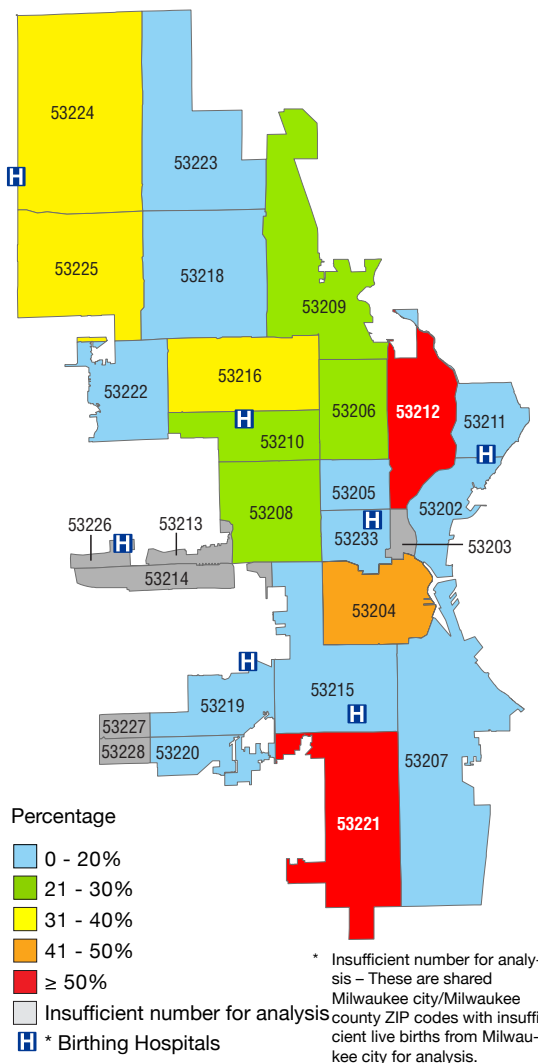 53224
H
53223
53225
53218
53209
53222
53216
53206
53212
53211
H
53210
H
53205
53202
53208
53226
53213
H
H
53233
53203
53214
53204
H
53219
53215
H
53227
53228
53220
53207
53221
Percentage
0 - 20%
21 - 30%
31 - 40%
41 - 50%
≥ 50%
Insufficient number for analysis
H * Birthing Hospitals
* Insufficient number for analy-
sis – These are shared
Milwaukee city/Milwaukee
county ZIP codes with insuffi
cient live births from Milwau-
kee city for analysis.